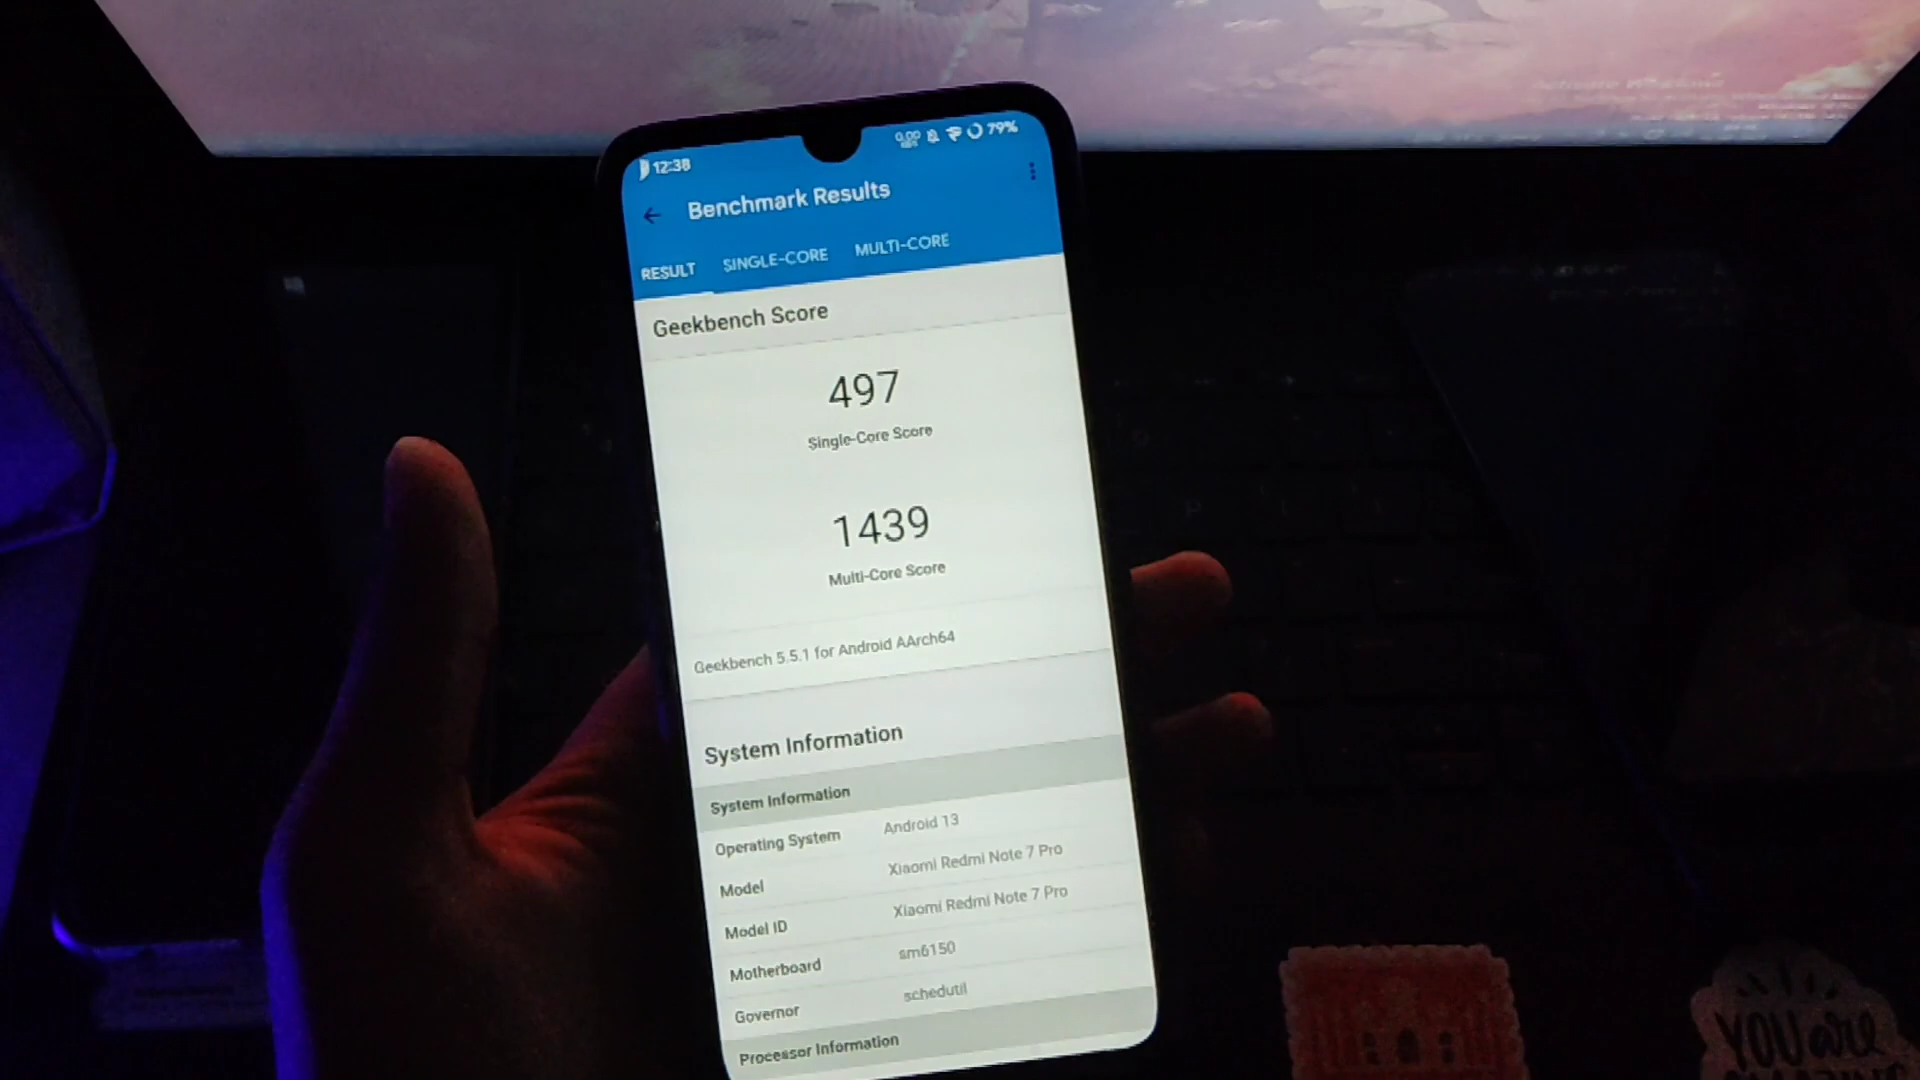 12:38
0.00 79%
Benchmark Results
RESULT SINGLE-CORE MULTI-CORE
Geekbench Score
497
Single-Core Score
1439
Multi-Core Score
Geekbench 5.5.1 for Android AArch64
System Information
System Information
Operating System Android 13
Model Xiaomi Redmi Note 7 Pro
Model ID Xiaomi Redmi Note 7 Pro
Motherboard sm6150
Governor schedutil
Processor Information
YOU are